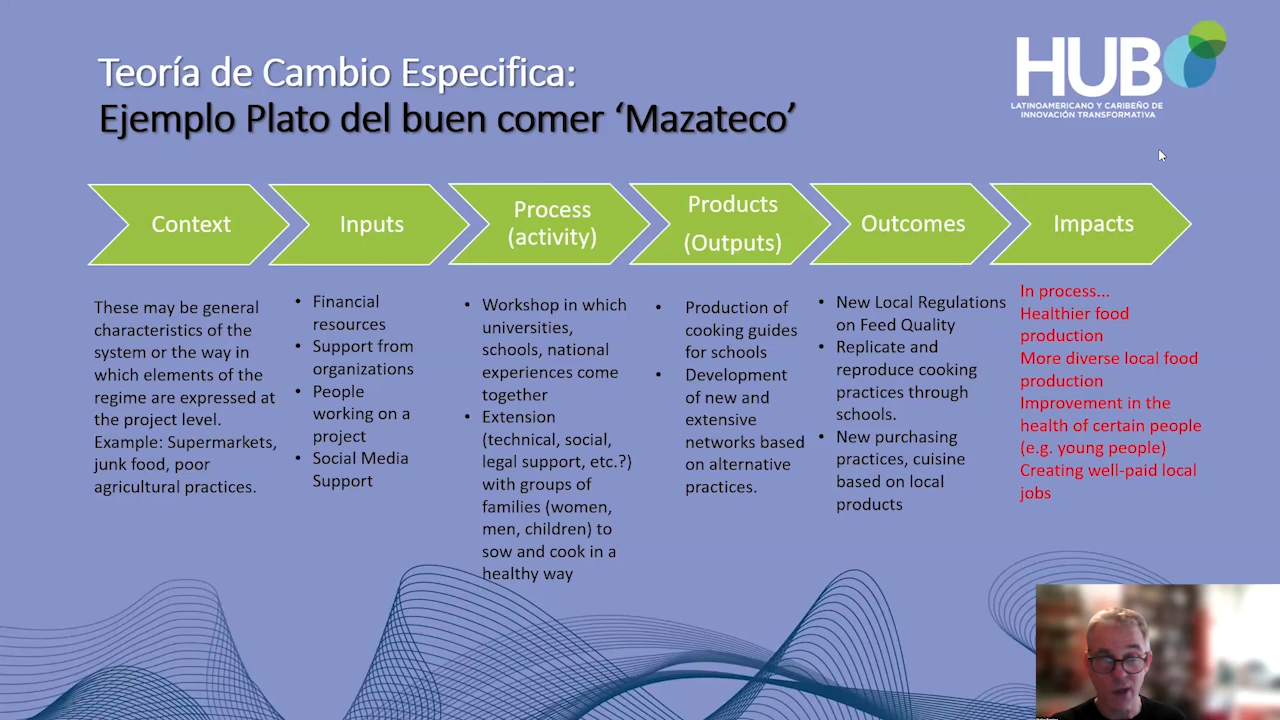 Teoría de Cambio Especifica:
Ejemplo Plato del buen comer ‘Mazateco’
HUB
LATINOAMERICANO Y CARIBEÑO DE
INNOVACIÓN TRANSFORMATIVA
Context
Inputs
Process
(activity)
Products
(Outputs)
Outcomes
Impacts
These may be general
characteristics of the
system or the way in
which elements of the
regime are expressed at
the project level.
Example: Supermarkets,
junk food, poor
agricultural practices.
• Financial
resources
• Support from
organizations
• People
working on a
project
• Social Media
Support
• Workshop in which
universities,
schools, national
experiences come
together
• Extension
(technical, social,
legal support, etc.?)
with groups of
families (women,
men, children) to
sow and cook in a
healthy way
• Production of
cooking guides
for schools
• Development
of new and
extensive
networks based
on alternative
practices.
• New Local Regulations
on Feed Quality
• Replicate and
reproduce cooking
practices through
schools.
• New purchasing
practices, cuisine
based on local
products
In process...
Healthier food
production
More diverse local food
production
Improvement in the
health of certain people
(e.g. young people)
Creating well-paid local
jobs